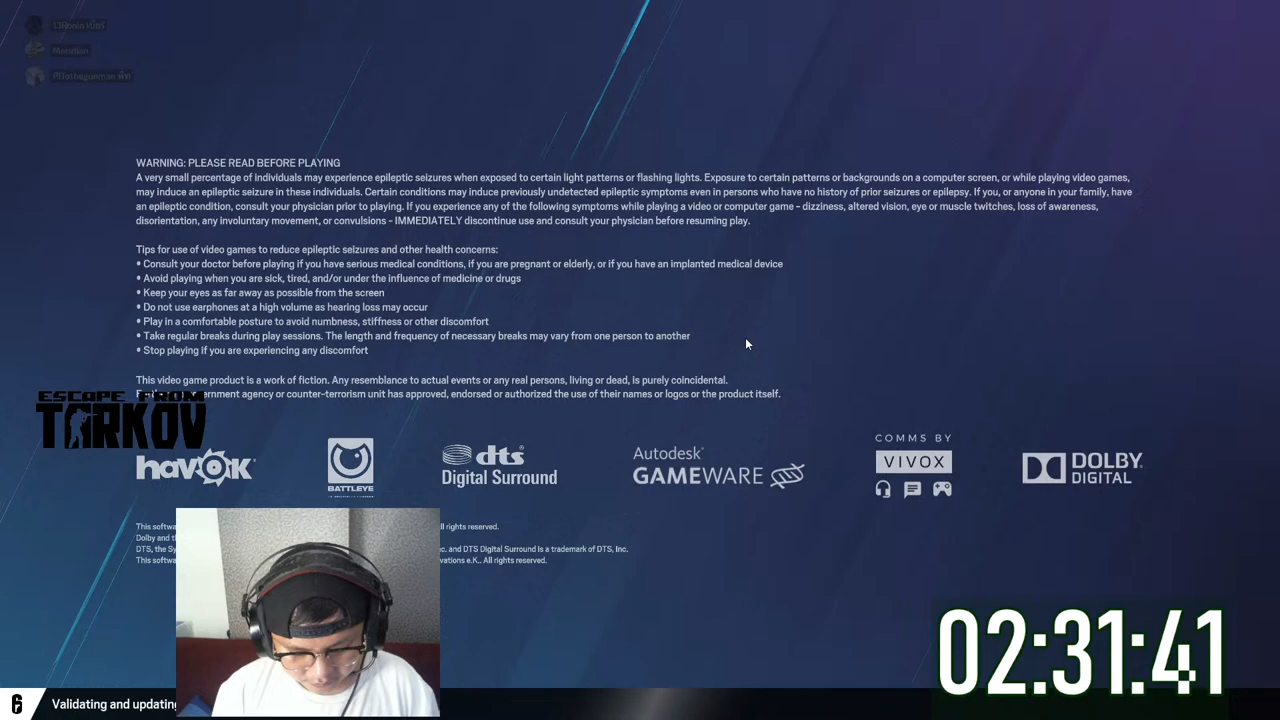 Maeuilan
WARNING: PLEASE READ BEFORE PLAYING
A very small percentage of individuals may experience epileptic seizures when exposed to certain light patterns or flashing lights. Exposure to certain patterns or backgrounds on a computer screen, or while playing video games,
may induce an epileptic seizure in these individuals. Certain conditions may induce previously undetected epileptic symptoms even in persons who have no history of prior seizures or epilepsy. If you, or anyone in your family, have
an epileptic condition, consult your physician prior to playing. If you experience any of the following symptoms while playing a video or computer game - dizziness, altered vision, eye or muscle twitches, loss of awareness,
disorientation, any involuntary movement, or convulsions - IMMEDIATELY discontinue use and consult your physician before resuming play.
Tips for use of video games to reduce epileptic seizures and other health concerns:
• Consult your doctor before playing if you have serious medical conditions, if you are pregnant or elderly, or if you have an implanted medical device
• Avoid playing when you are sick, tired, and/or under the influence of medicine or drugs
• Keep your eyes as far away as possible from the screen
• Do not use earphones at a high volume as hearing loss may occur
• Play in a comfortable posture to avoid numbness, stiffness or other discomfort
• Take regular breaks during play sessions. The length and frequency of necessary breaks may vary from one person to another
• Stop playing if you are experiencing any discomfort
This video game product is a work of fiction. Any resemblance to actual events or any real persons, living or dead, is purely coincidental.
agency or counter-terrorism unit has approved, endorsed or authorized the use of their names or logos or the product itself.
ESCAPE FROM
TARKOV
havok
BATTLEYE
dts
Digital Surround
Autodesk
GAMEWARE
COMMS BY
VIVOX
DOLBY
DIGITAL
This softwa ll rights reserved.
Dolby and th
DTS, the Sy c. and DTS Digital Surround is a trademark of DTS, Inc.
This softwa vations e.K.. All rights reserved.
02:31:41
6 Validating and updating